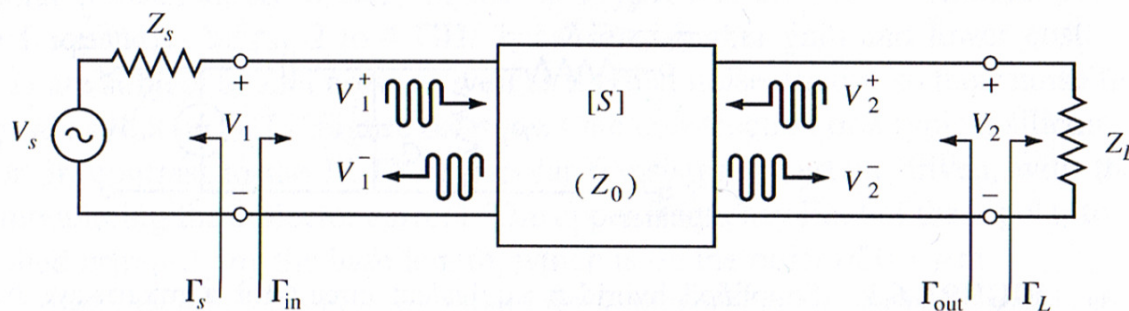 Z_s
+
V_1^+
[S]
V_2^+
+
V_s
V_1
V_2
Z_L
V_1^-
(Z_0)
V_2^-
−
−
Γ_s
Γ_in
Γ_out
Γ_L